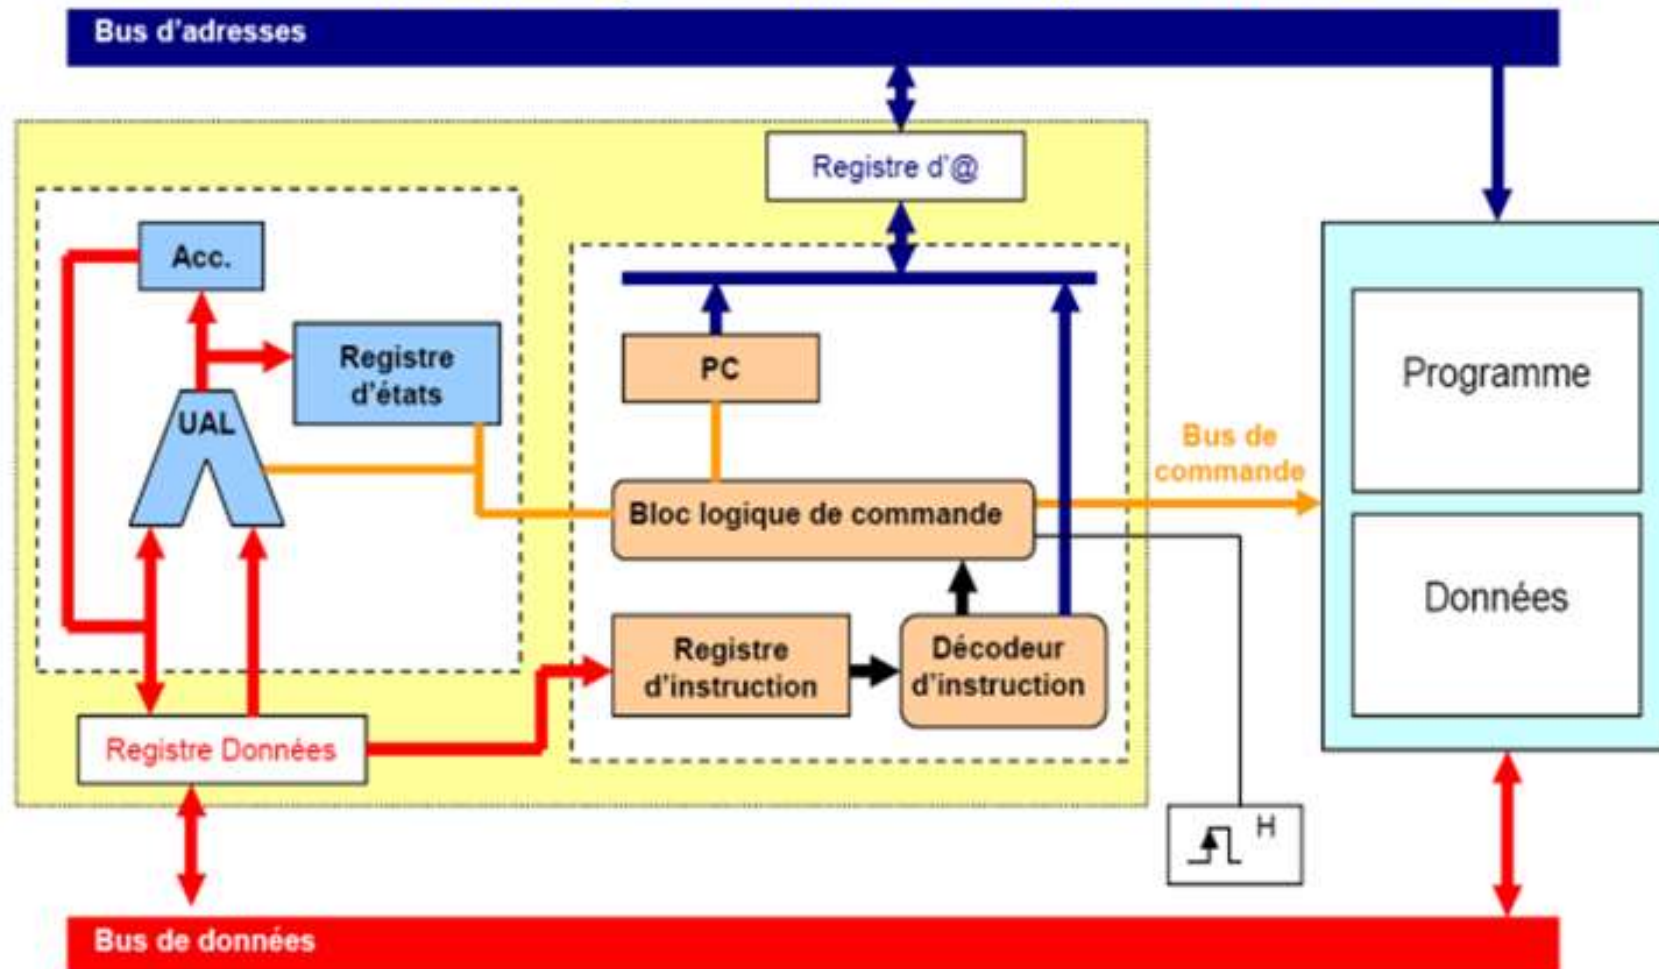 Bus d'adresses
Registre d'@
Acc.
Registre
d'états
UAL
PC
Bus de
commande
Bloc logique de commande
Registre
d'instruction
Décodeur
d'instruction
Registre Données
Programme
Données
H
Bus de données